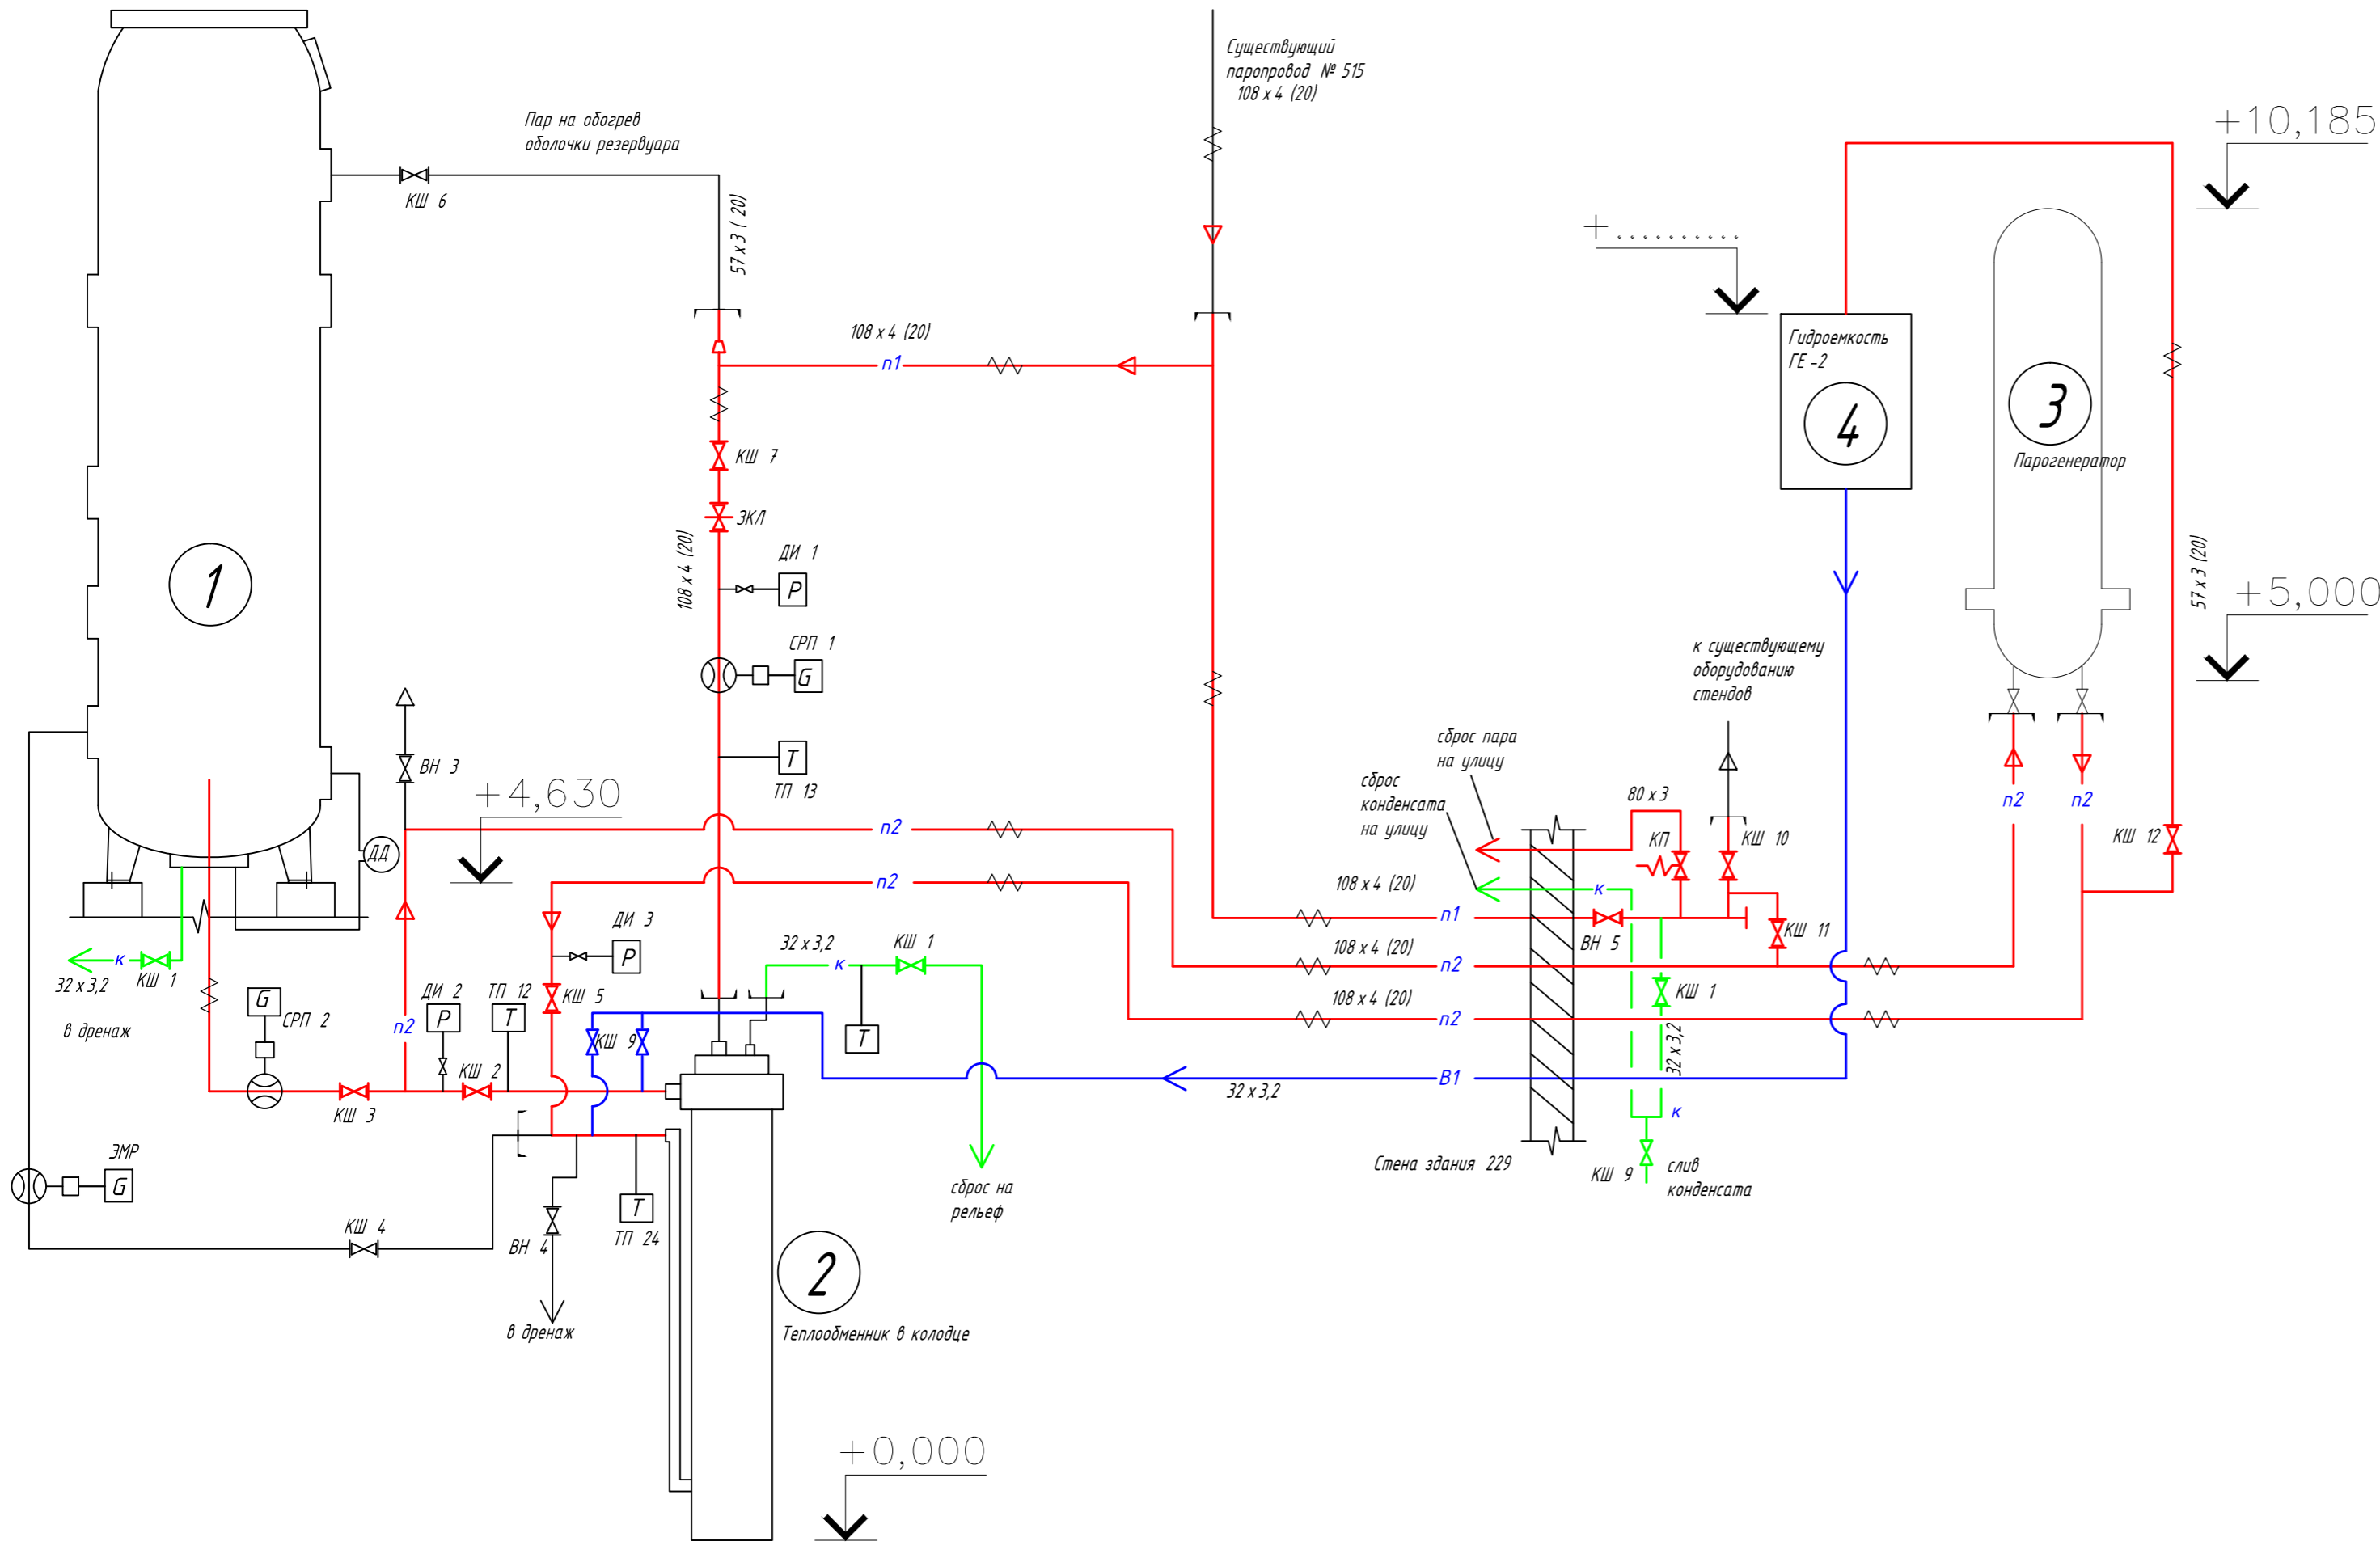 Существующий
паропровод № 515
108 x 4 (20)
Пар на обогрев
оболочки резервуара
+10,185
КШ 6
57 x 3 ( 20)
+..........
108 x 4 (20)
п1
Гидроемкость
ГЕ -2
4
3
Парогенератор
КШ 7
ЗКЛ
108 x 4 (20)
ДИ 1
P
1
57 x 3 (20)
+5,000
СРП 1
G
к существующему
оборудованию
стендов
T
ТП 13
ВН 3
+4,630
сброс пара
на улицу
сброс
конденсата
на улицу
80 x 3
КП
КШ 10
п2
п2
КШ 12
п2
ДД
п2
108 x 4 (20)
к
п1
ВН 5
КШ 11
ДИ 3
P
32 x 3,2
к
КШ 1
108 x 4 (20)
п2
к
КШ 1
32 x 3,2
в дренаж
G
СРП 2
п2
ДИ 2
P
ТП 12
T
КШ 5
КШ 9
T
108 x 4 (20)
п2
КШ 1
32 x 3,2
КШ 3
КШ 2
32 x 3,2
В1
к
ЭМР
G
Стена здания 229
КШ 9
слив
конденсата
сброс на
рельеф
КШ 4
ВН 4
T
ТП 24
2
в дренаж
Теплообменник в колодце
+0,000